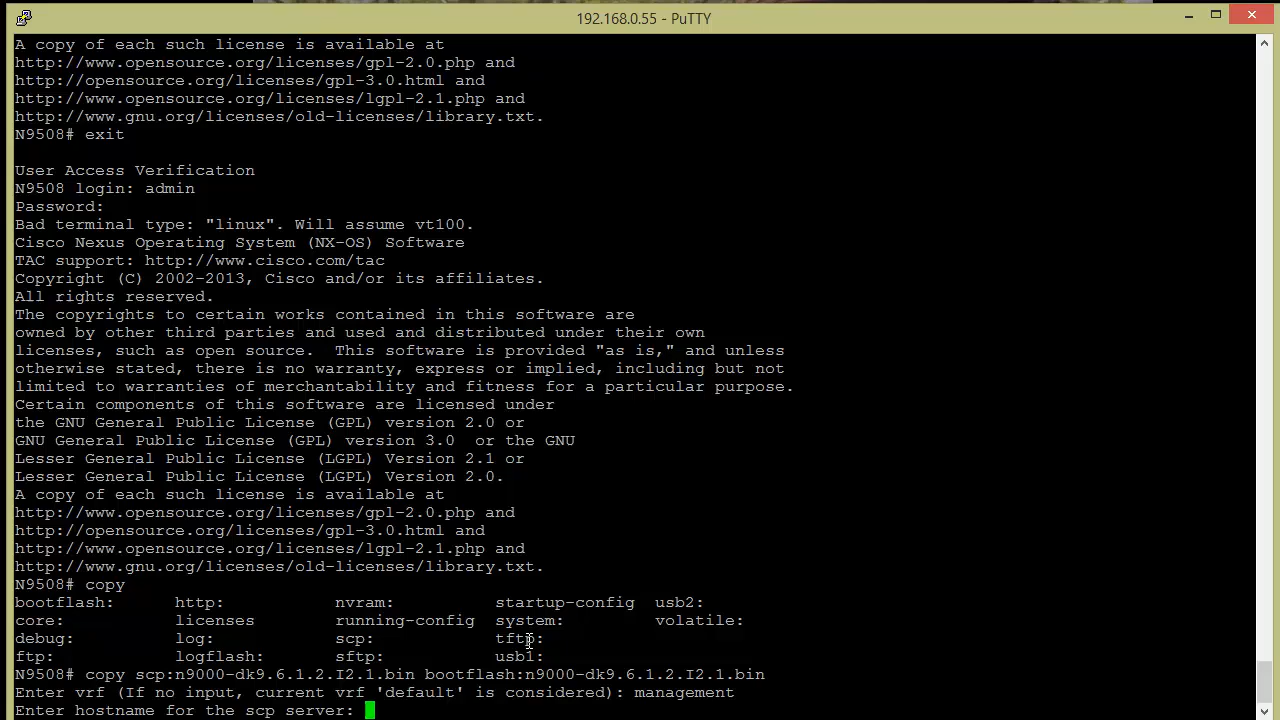 192.168.0.55 - PuTTY
A copy of each such license is available at
http://www.opensource.org/licenses/gpl-2.0.php and
http://opensource.org/licenses/gpl-3.0.html and
http://www.opensource.org/licenses/lgpl-2.1.php and
http://www.gnu.org/licenses/old-licenses/library.txt.
N9508# exit
User Access Verification
N9508 login: admin
Password:
Bad terminal type: "linux". Will assume vt100.
Cisco Nexus Operating System (NX-OS) Software
TAC support: http://www.cisco.com/tac
Copyright (C) 2002-2013, Cisco and/or its affiliates.
All rights reserved.
The copyrights to certain works contained in this software are
owned by other third parties and used and distributed under their own
licenses, such as open source.  This software is provided "as is," and unless
otherwise stated, there is no warranty, express or implied, including but not
limited to warranties of merchantability and fitness for a particular purpose.
Certain components of this software are licensed under
the GNU General Public License (GPL) version 2.0 or
GNU General Public License (GPL) version 3.0  or the GNU
Lesser General Public License (LGPL) Version 2.1 or
Lesser General Public License (LGPL) Version 2.0.
A copy of each such license is available at
http://www.opensource.org/licenses/gpl-2.0.php and
http://opensource.org/licenses/gpl-3.0.html and
http://www.opensource.org/licenses/lgpl-2.1.php and
http://www.gnu.org/licenses/old-licenses/library.txt.
N9508# copy
bootflash:      http:           nvram:          startup-config  usb2:
core:           licenses        running-config  system:         volatile:
debug:          log:            scp:            tftp:
ftp:            logflash:       sftp:           usb1:
N9508# copy scp:n9000-dk9.6.1.2.I2.1.bin bootflash:n9000-dk9.6.1.2.I2.1.bin
Enter vrf (If no input, current vrf 'default' is considered): management
Enter hostname for the scp server: